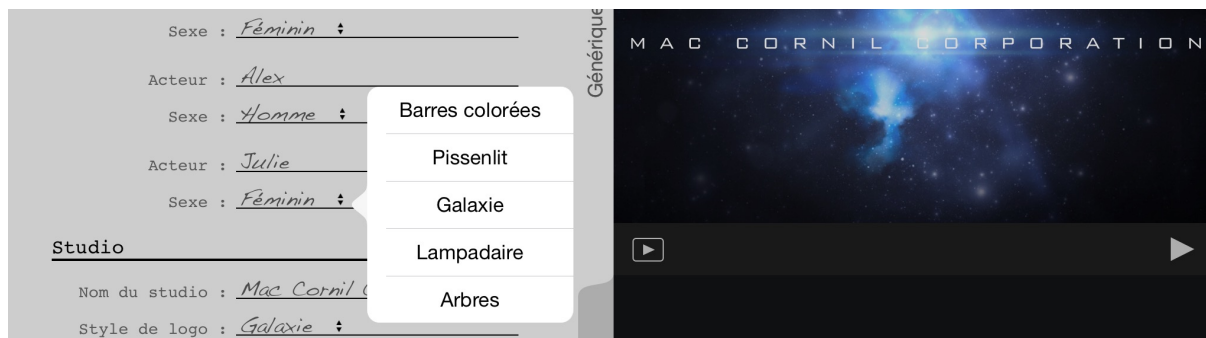 Sexe : Féminin
Acteur : Alex
Sexe : Homme
Acteur : Julie
Sexe : Féminin
Studio
Nom du studio : Mac Cornil
Style de logo : Galaxie
Barres colorées
Pissenlit
Galaxie
Lampadaire
Arbres
Générique
MAC CORNIL CORPORATION